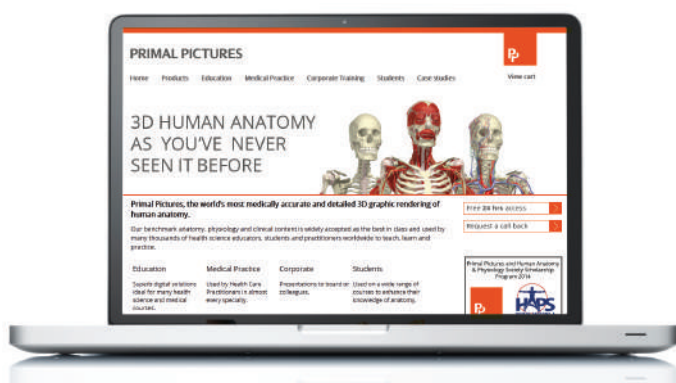 PRIMAL PICTURES
View cart
Home Products Education Medical Practice Corporate Training Students Case studies
3D HUMAN ANATOMY
AS YOU'VE NEVER
SEEN IT BEFORE
Primal Pictures, the world's most medically accurate and detailed 3D graphic rendering of
human anatomy.
Our benchmark anatomy, physiology and clinical content is widely accepted as the best in class and used by
many thousands of health science educators, students and practitioners worldwide to teach, learn and
practice.
Free 24 hrs access
Request a call back
Education
Superb digital solutions
ideal for many health
science and medical
courses.
Medical Practice
Used by Health Care
Practitioners in almost
every specialty.
Corporate
Presentations to board or
colleagues.
Students
Used on a wide range of
courses to enhance their
knowledge of anatomy.
Primal Pictures and Human Anatomy
& Physiology Society Scholarship
Program 2014
HAPS